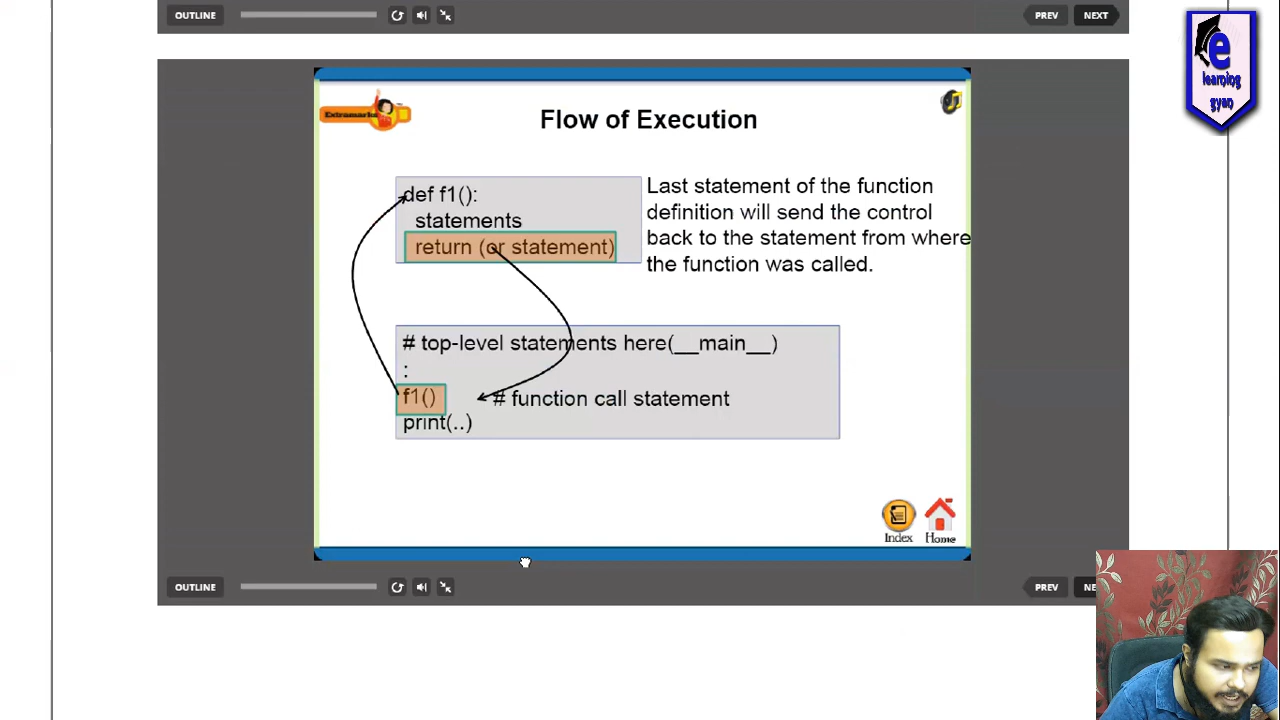 OUTLINE
PREV
NEXT
e
learning
gyan
Extramarks
Flow of Execution
def f1():
statements
return (or statement)
Last statement of the function
definition will send the control
back to the statement from where
the function was called.
# top-level statements here(__main__)
:
f1()
# function call statement
print(..)
Index
Home
OUTLINE
PREV